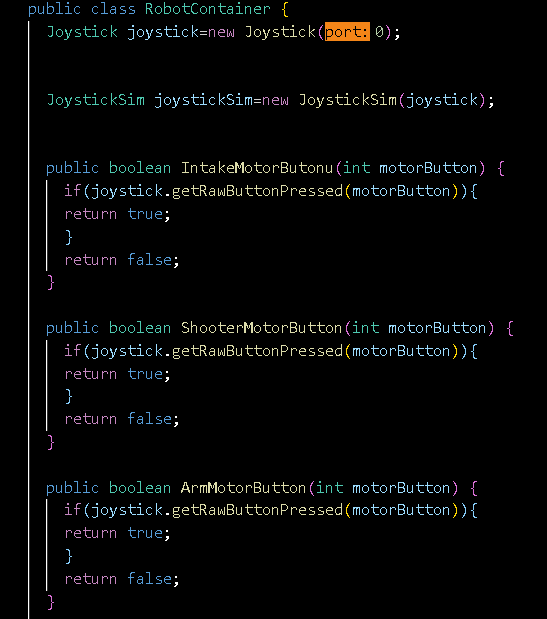 public class RobotContainer {
Joystick joystick=new Joystick(port:0);
JoystickSim joystickSim=new JoystickSim(joystick);
public boolean IntakeMotorButonu(int motorButton) {
if(joystick.getRawButtonPressed(motorButton)){
return true;
}
return false;
}
public boolean ShooterMotorButton(int motorButton) {
if(joystick.getRawButtonPressed(motorButton)){
return true;
}
return false;
}
public boolean ArmMotorButton(int motorButton) {
if(joystick.getRawButtonPressed(motorButton)){
return true;
}
return false;
}